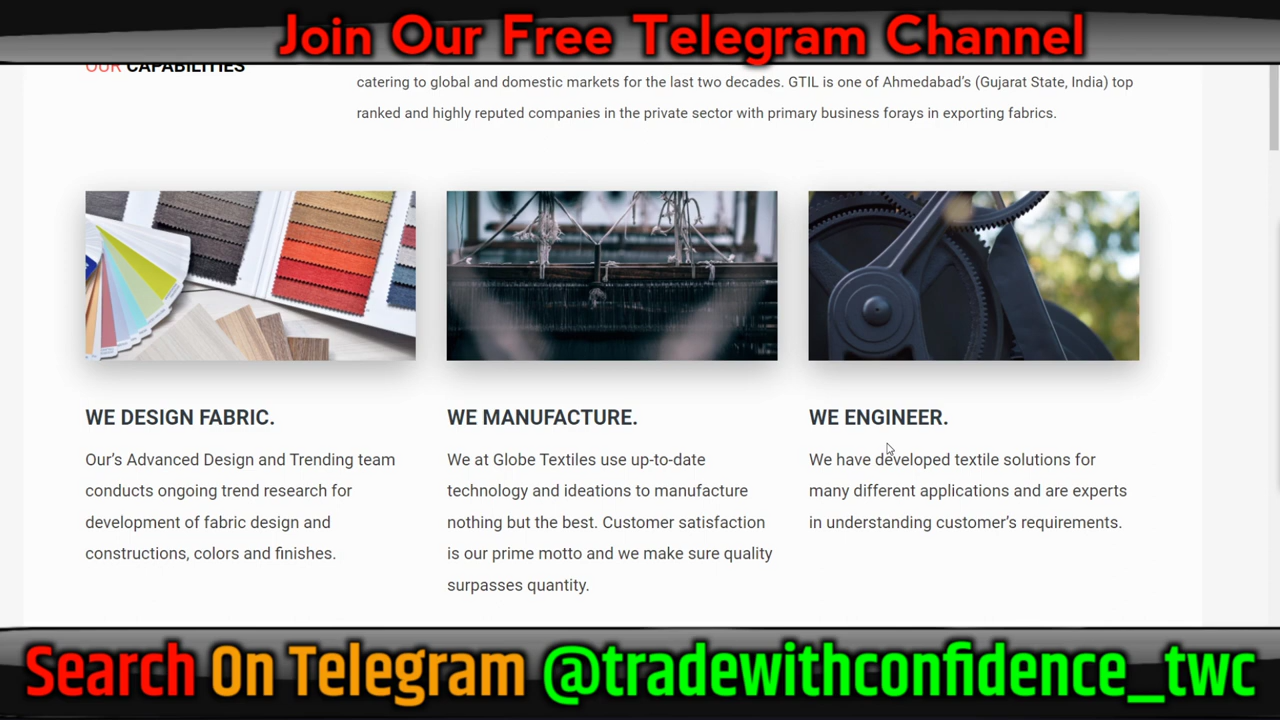 Join Our Free Telegram Channel
OUR CAPABILITIES
catering to global and domestic markets for the last two decades. GTIL is one of Ahmedabad's (Gujarat State, India) top
ranked and highly reputed companies in the private sector with primary business forays in exporting fabrics.
WE DESIGN FABRIC.
Our's Advanced Design and Trending team
conducts ongoing trend research for
development of fabric design and
constructions, colors and finishes.
WE MANUFACTURE.
We at Globe Textiles use up-to-date
technology and ideations to manufacture
nothing but the best. Customer satisfaction
is our prime motto and we make sure quality
surpasses quantity.
WE ENGINEER.
We have developed textile solutions for
many different applications and are experts
in understanding customer's requirements.
Search On Telegram @tradewithconfidence_twc